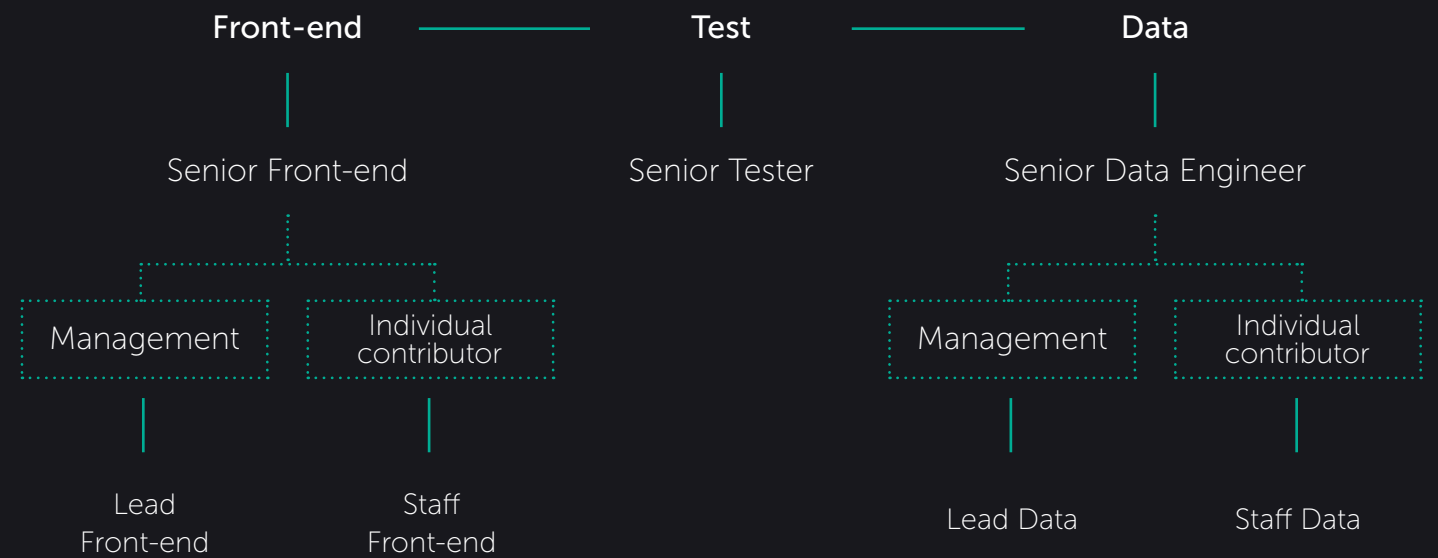 Front-end
Test
Data
Senior Front-end
Senior Tester
Senior Data Engineer
Management
Individual
contributor
Management
Individual
contributor
Lead
Front-end
Staff
Front-end
Lead Data
Staff Data